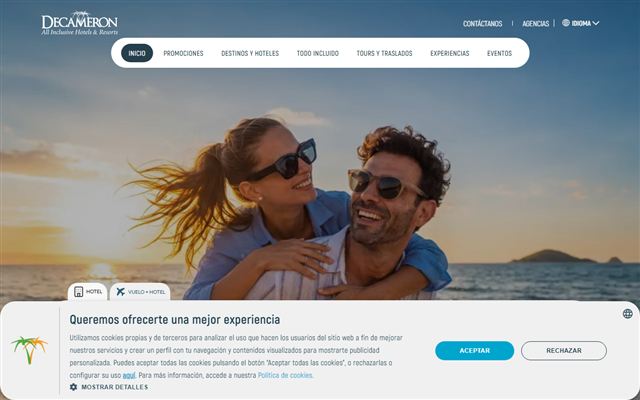 DECAMERON
All Inclusive Hotels & Resorts
CONTÁCTANOS
AGENCIAS
IDIOMA
INICIO
PROMOCIONES
DESTINOS Y HOTELES
TODO INCLUIDO
TOURS Y TRASLADOS
EXPERIENCIAS
EVENTOS
HOTEL
VUELO + HOTEL
Queremos ofrecerte una mejor experiencia
Utilizamos cookies propias y de terceros para analizar el uso que hacen los usuarios del sitio web a fin de mejorar
nuestros servicios y crear un perfil con tu navegación y contenidos visualizados para mostrarte publicidad
personalizada. Puedes aceptar todas las cookies pulsando el botón "Aceptar todas las cookies", o rechazarlas o
configurar su uso aquí. Para más información, accede a nuestra Política de cookies.
MOSTRAR DETALLES
ACEPTAR
RECHAZAR